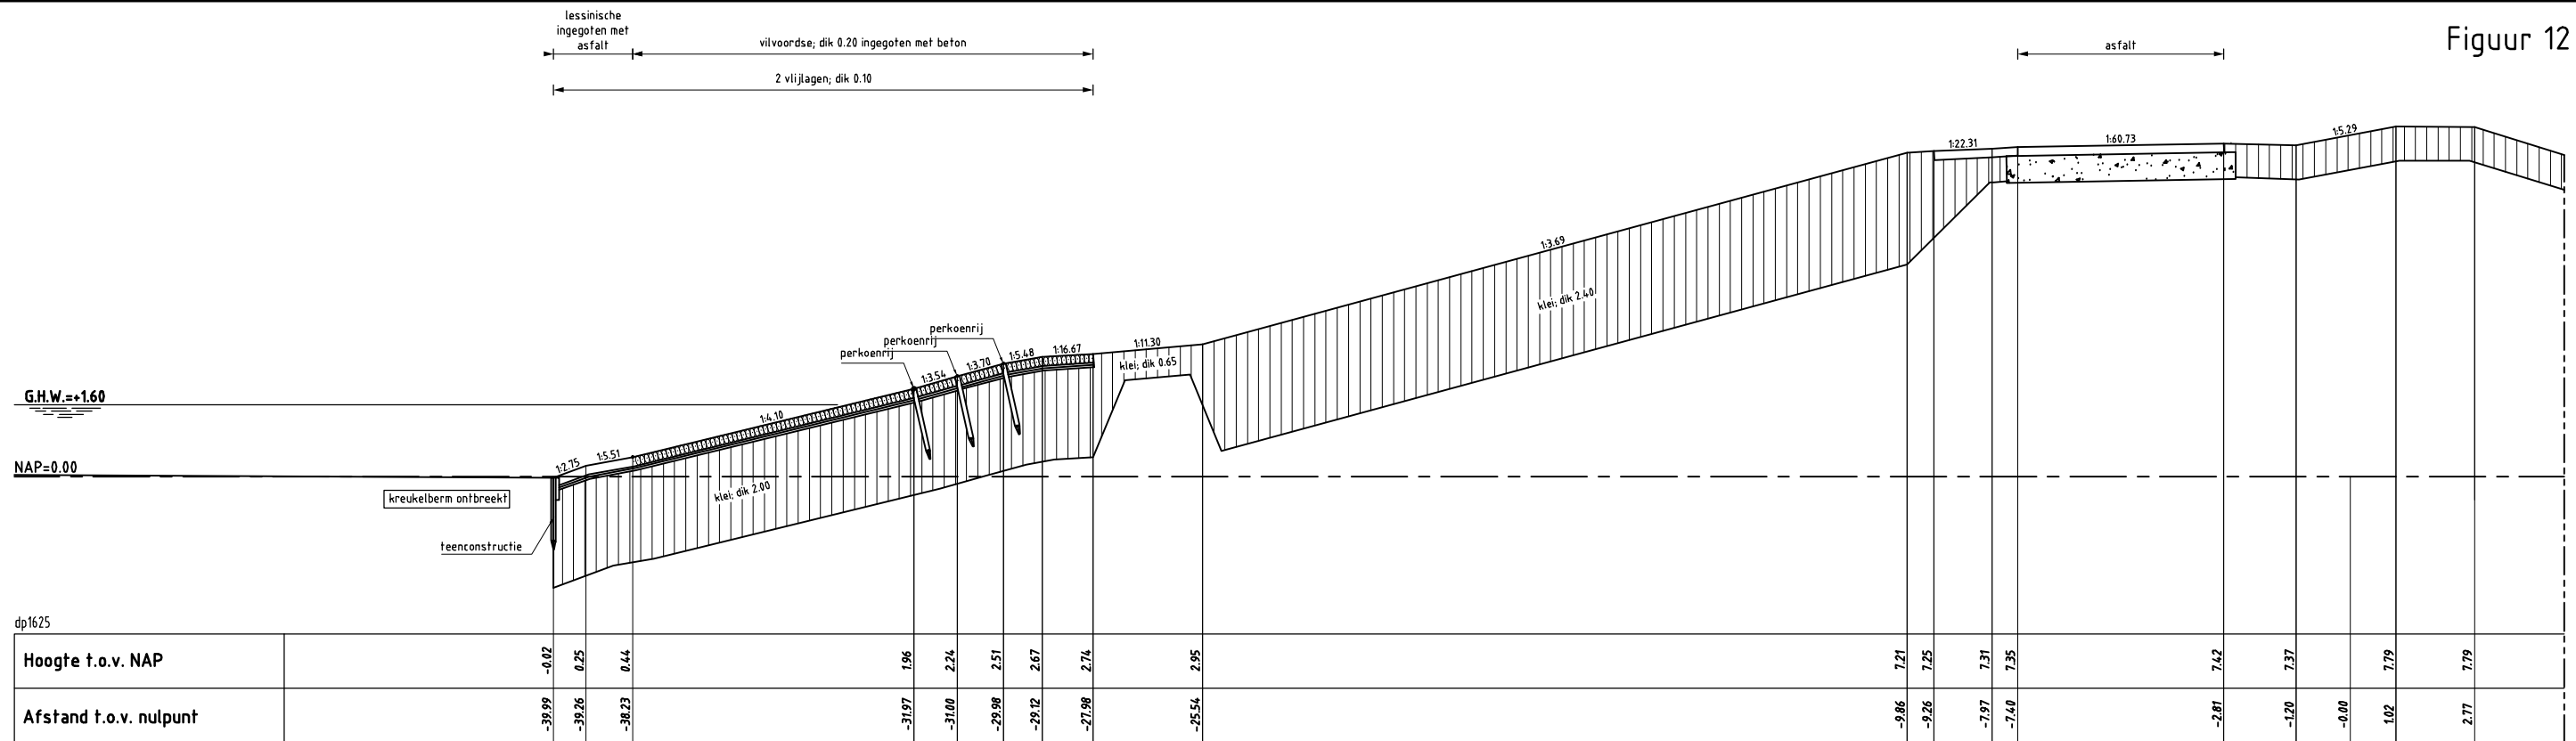 Figuur 12
lessinische
ingegoten met
asfalt
vilvoordse; dik 0.20 ingegoten met beton
asfalt
2 vlijlagen; dik 0.10
1:22.31
1:60.73
1:5.29
1:3.69
klei; dik 2.40
perkoenrij
perkoenrij
perkoenrij
1:3.54
1:3.70
1:5.48
1:16.67
1:11.30
klei; dik 0.65
G.H.W.=+1.60
1:4.10
NAP=0.00
1:2.75
1:5.51
klei; dik 2.00
kreukelberm ontbreekt
teenconstructie
dp1625
Hoogte t.o.v. NAP
-0.02
0.25
0.44
1.96
2.24
2.51
2.67
2.74
2.95
7.21
7.25
7.31
7.35
7.42
7.37
7.79
7.79
Afstand t.o.v. nulpunt
-39.99
-39.26
-38.23
-31.97
-31.00
-29.98
-29.12
-27.98
-25.54
-9.86
-9.26
-7.97
-7.40
-2.81
-1.20
-0.00
1.02
2.77